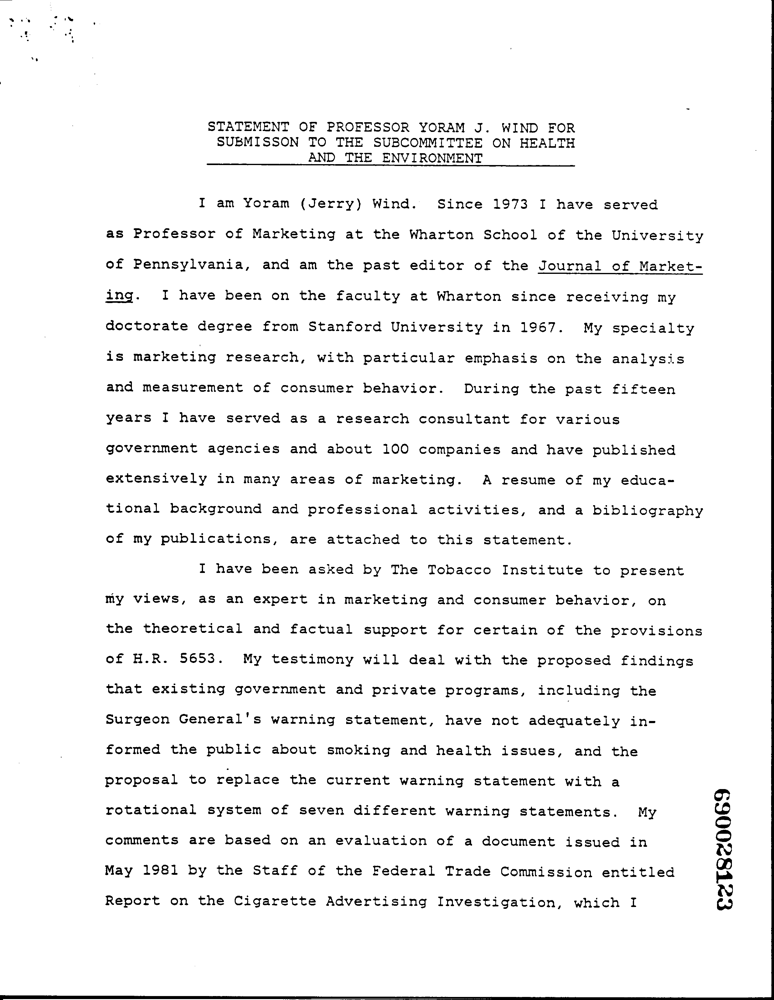 STATEMENT OF PROFESSOR YORAM J. WIND FOR
SUBMISSON TO THE SUBCOMMITTEE ON HEALTH
AND THE ENVIRONMENT
I am Yoram (Jerry) Wind.  Since 1973 I have served
as Professor of Marketing at the Wharton School of the University
of Pennsylvania, and am the past editor of the Journal of Market-
ing.  I have been on the faculty at Wharton since receiving my
doctorate degree from Stanford University in 1967.  My specialty
is marketing research, with particular emphasis on the analysis
and measurement of consumer behavior.  During the past fifteen
years I have served as a research consultant for various
government agencies and about 100 companies and have published
extensively in many areas of marketing.  A resume of my educa-
tional background and professional activities, and a bibliography
of my publications, are attached to this statement.
I have been asked by The Tobacco Institute to present
my views, as an expert in marketing and consumer behavior, on
the theoretical and factual support for certain of the provisions
of H.R. 5653.  My testimony will deal with the proposed findings
that existing government and private programs, including the
Surgeon General's warning statement, have not adequately in-
formed the public about smoking and health issues, and the
proposal to replace the current warning statement with a
rotational system of seven different warning statements.  My
comments are based on an evaluation of a document issued in
May 1981 by the Staff of the Federal Trade Commission entitled
Report on the Cigarette Advertising Investigation, which I
690028123